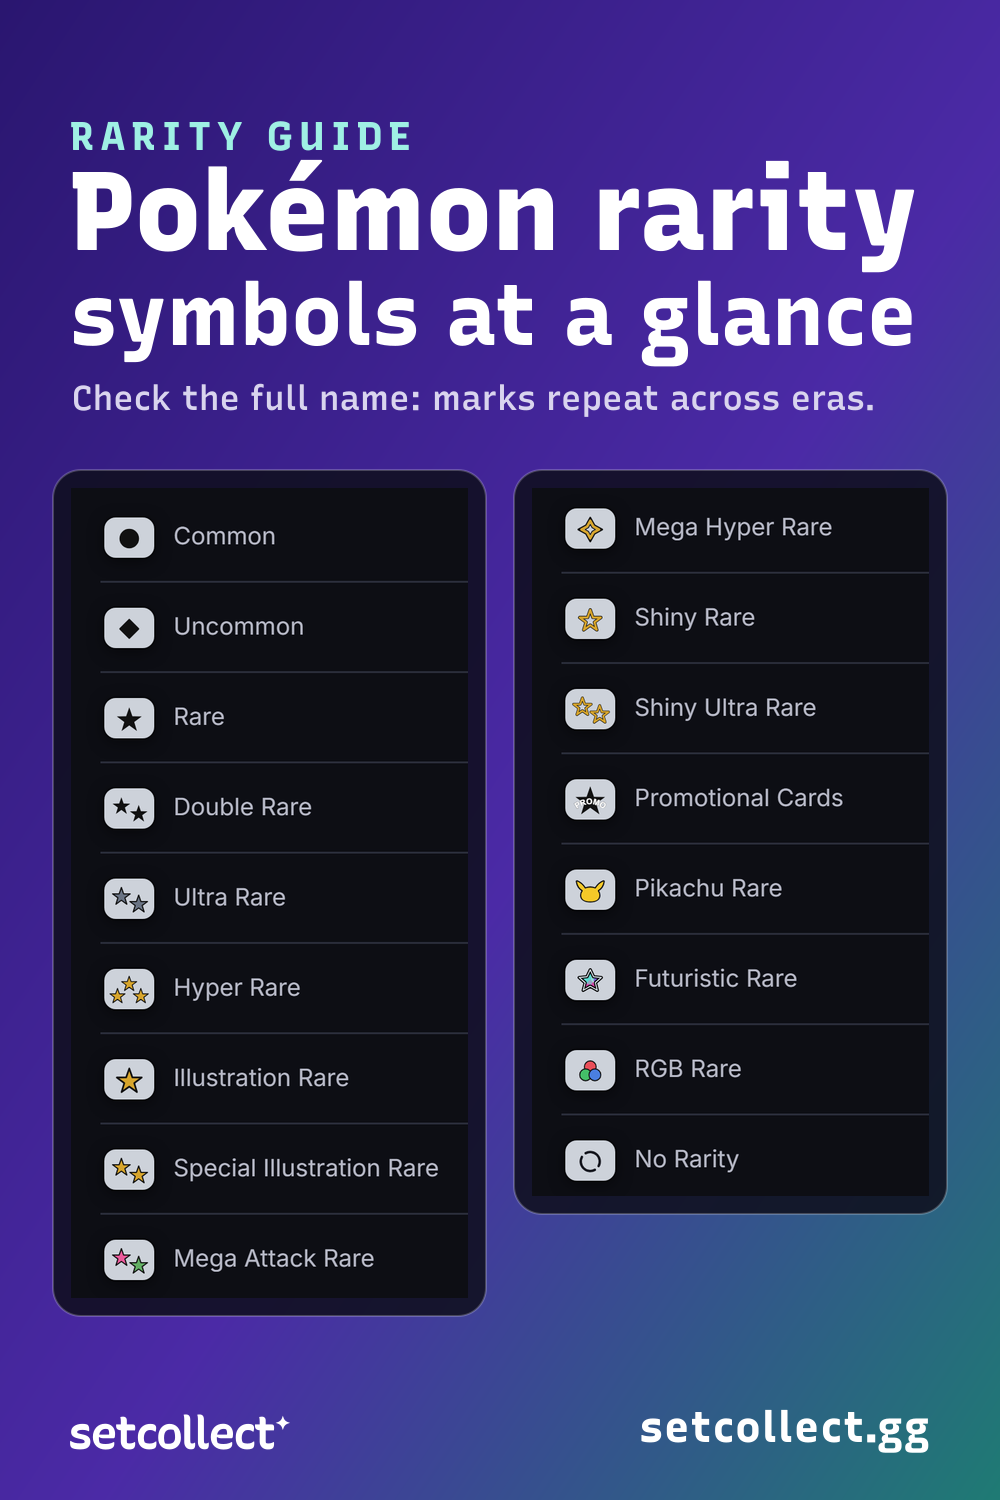 RARITY GUIDE
Pokémon rarity
symbols at a glance
Check the full name: marks repeat across eras.
Common
Uncommon
Rare
Double Rare
Ultra Rare
Hyper Rare
Illustration Rare
Special Illustration Rare
Mega Attack Rare
Mega Hyper Rare
Shiny Rare
Shiny Ultra Rare
PROMO
Promotional Cards
Pikachu Rare
Futuristic Rare
RGB Rare
No Rarity
setcollect
setcollect.gg